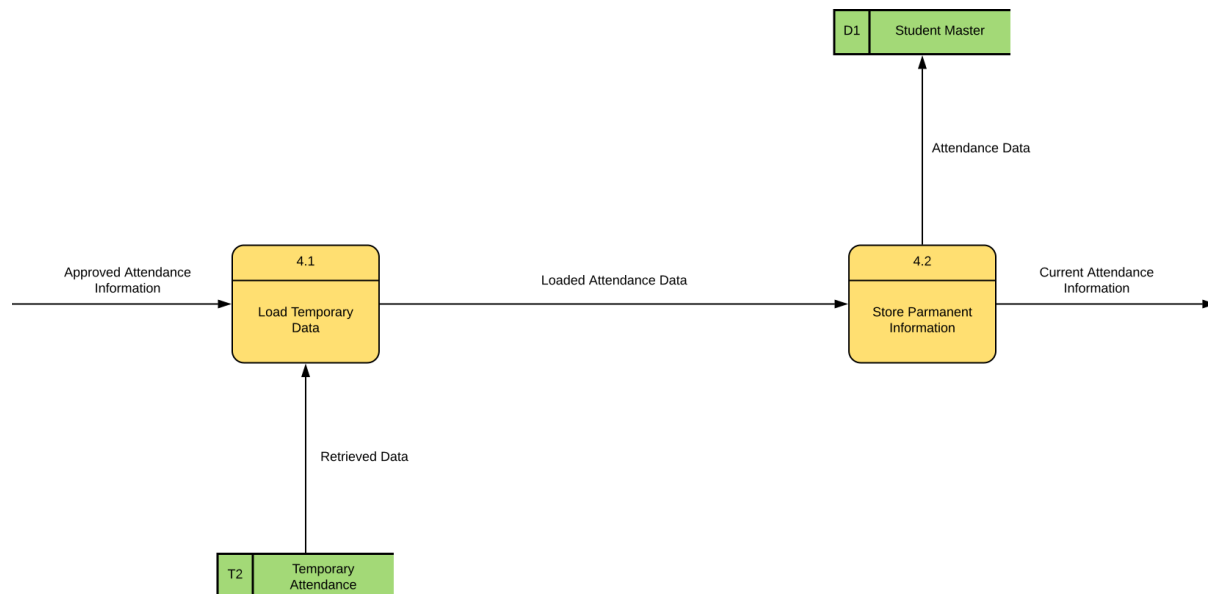 D1
Student Master
Attendance Data
Approved Attendance
Information
4.1
Load Temporary
Data
Loaded Attendance Data
4.2
Store Parmanent
Information
Current Attendance
Information
Retrieved Data
T2
Temporary
Attendance